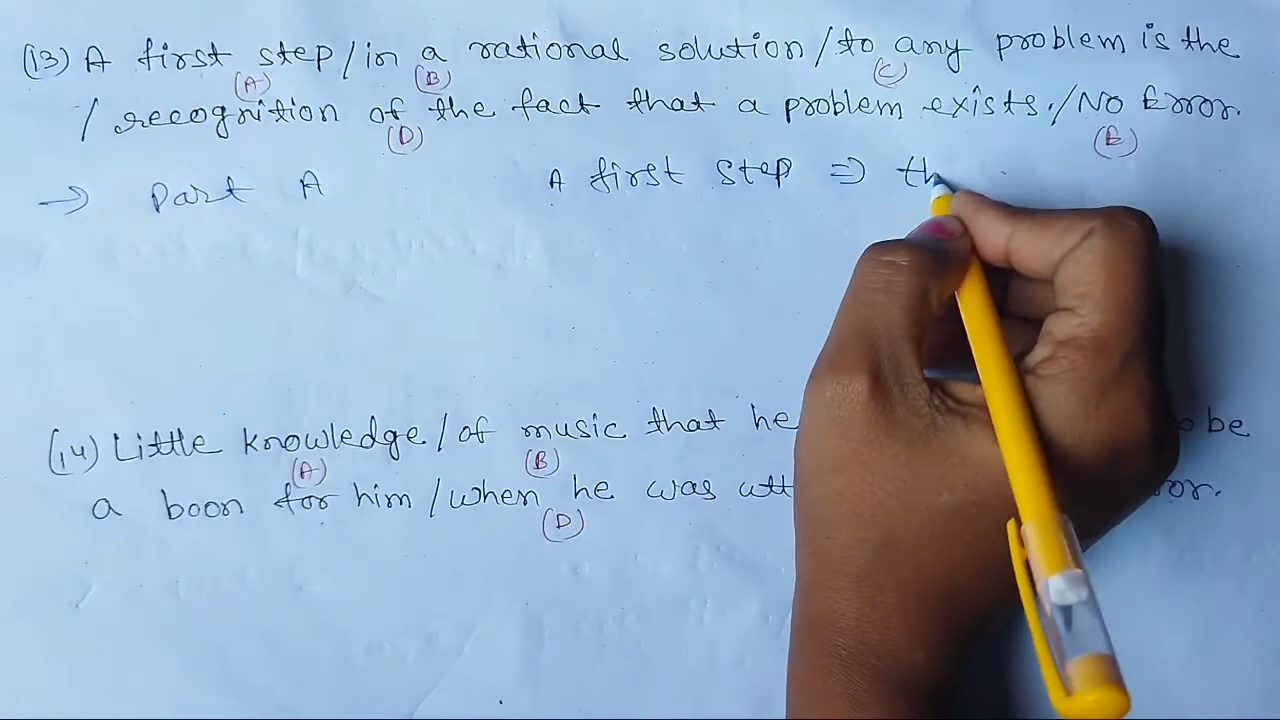 (13) A first step/in a rational solution/to any problem is the
(A) (B) (C)
/recognition of the fact that a problem exists./No Error.
(D) (E)
→ Part A A first step ⇒ th
(14) Little knowledge/of music that he be
(A) (B)
a boon for him/when he was
(D)